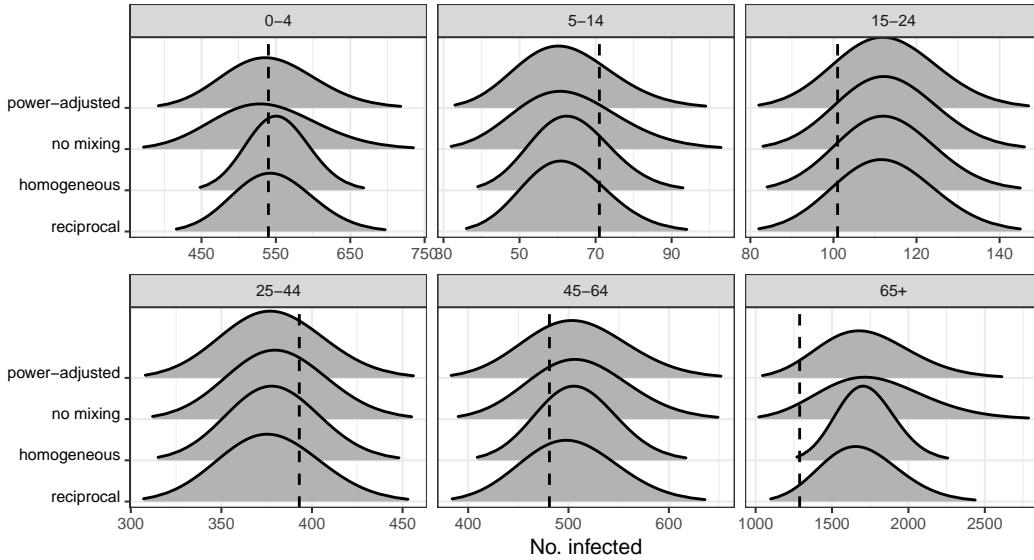 0−4
5−14
15−24
power−adjusted
no mixing
homogeneous
reciprocal
450 550 650 750
30 50 70 90
80 100 120 140
25−44
45−64
65+
power−adjusted
no mixing
homogeneous
reciprocal
300 350 400 450
400 500 600
1000 1500 2000 2500
No. infected